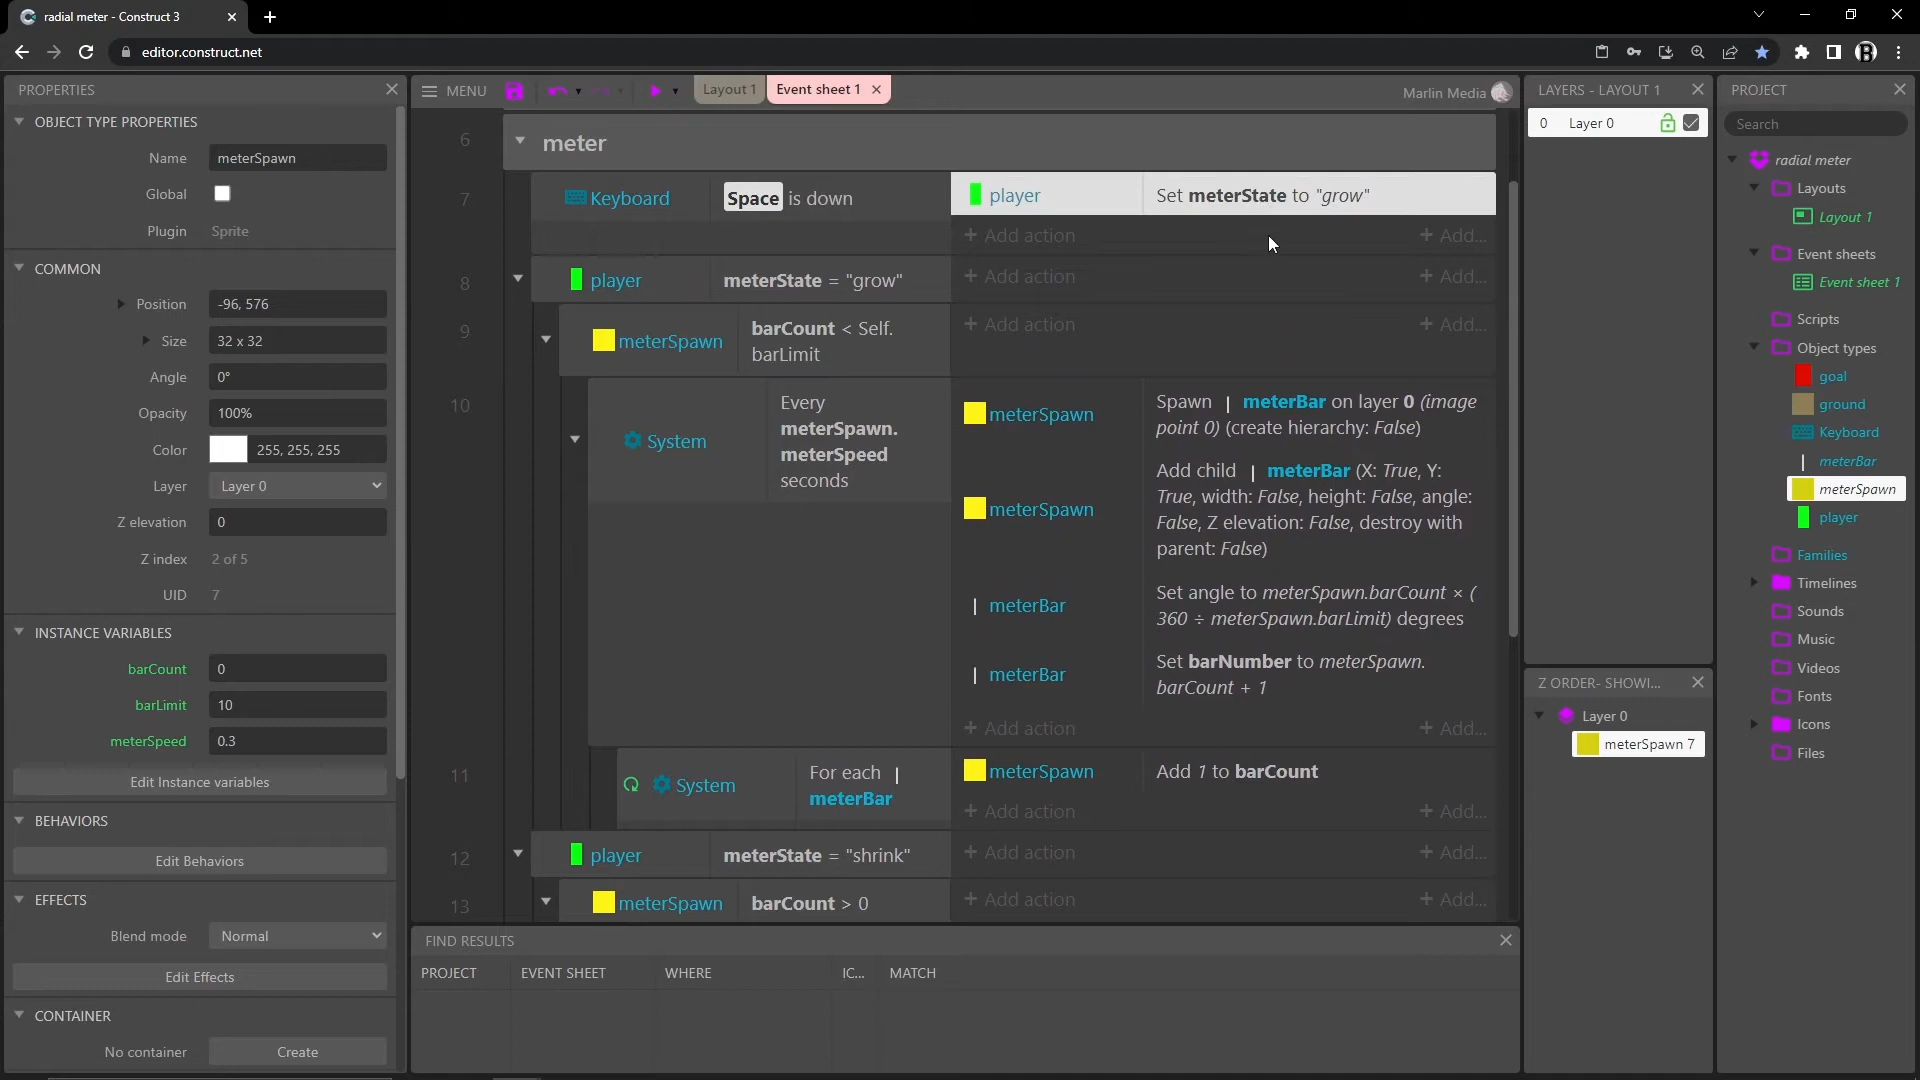 radial meter - Construct 3
editor.construct.net
PROPERTIES
OBJECT TYPE PROPERTIES
Name meterSpawn
Global
Plugin Sprite
COMMON
Position -96, 576
Size 32 x 32
Angle 0°
Opacity 100%
Color 255, 255, 255
Layer Layer 0
Z elevation 0
Z index 2 of 5
UID 7
INSTANCE VARIABLES
barCount 0
barLimit 10
meterSpeed 0.3
Edit Instance variables
BEHAVIORS
Edit Behaviors
EFFECTS
Blend mode Normal
Edit Effects
CONTAINER
No container Create
MENU
Layout 1
Event sheet 1
Marlin Media
6 meter
7 Keyboard Space is down
player Set meterState to "grow"
+ Add action + Add...
8 player meterState = "grow"
+ Add action + Add...
9 meterSpawn barCount < Self.
barLimit
+ Add action + Add...
10 System Every
meterSpawn.
meterSpeed
seconds
meterSpawn Spawn | meterBar on layer 0 (image
point 0) (create hierarchy: False)
meterSpawn Add child | meterBar (X: True, Y:
True, width: False, height: False, angle:
False, Z elevation: False, destroy with
parent: False)
meterBar Set angle to meterSpawn.barCount × (
360 ÷ meterSpawn.barLimit) degrees
meterBar Set barNumber to meterSpawn.
barCount + 1
+ Add action + Add...
11 System For each |
meterBar
meterSpawn Add 1 to barCount
+ Add action + Add...
12 player meterState = "shrink"
+ Add action + Add...
13 meterSpawn barCount > 0
+ Add action + Add...
FIND RESULTS
PROJECT EVENT SHEET WHERE IC... MATCH
LAYERS - LAYOUT 1
0 Layer 0
Z ORDER- SHOWI...
Layer 0
meterSpawn 7
PROJECT
Search
radial meter
Layouts
Layout 1
Event sheets
Event sheet 1
Scripts
Object types
goal
ground
Keyboard
meterBar
meterSpawn
player
Families
Timelines
Sounds
Music
Videos
Fonts
Icons
Files